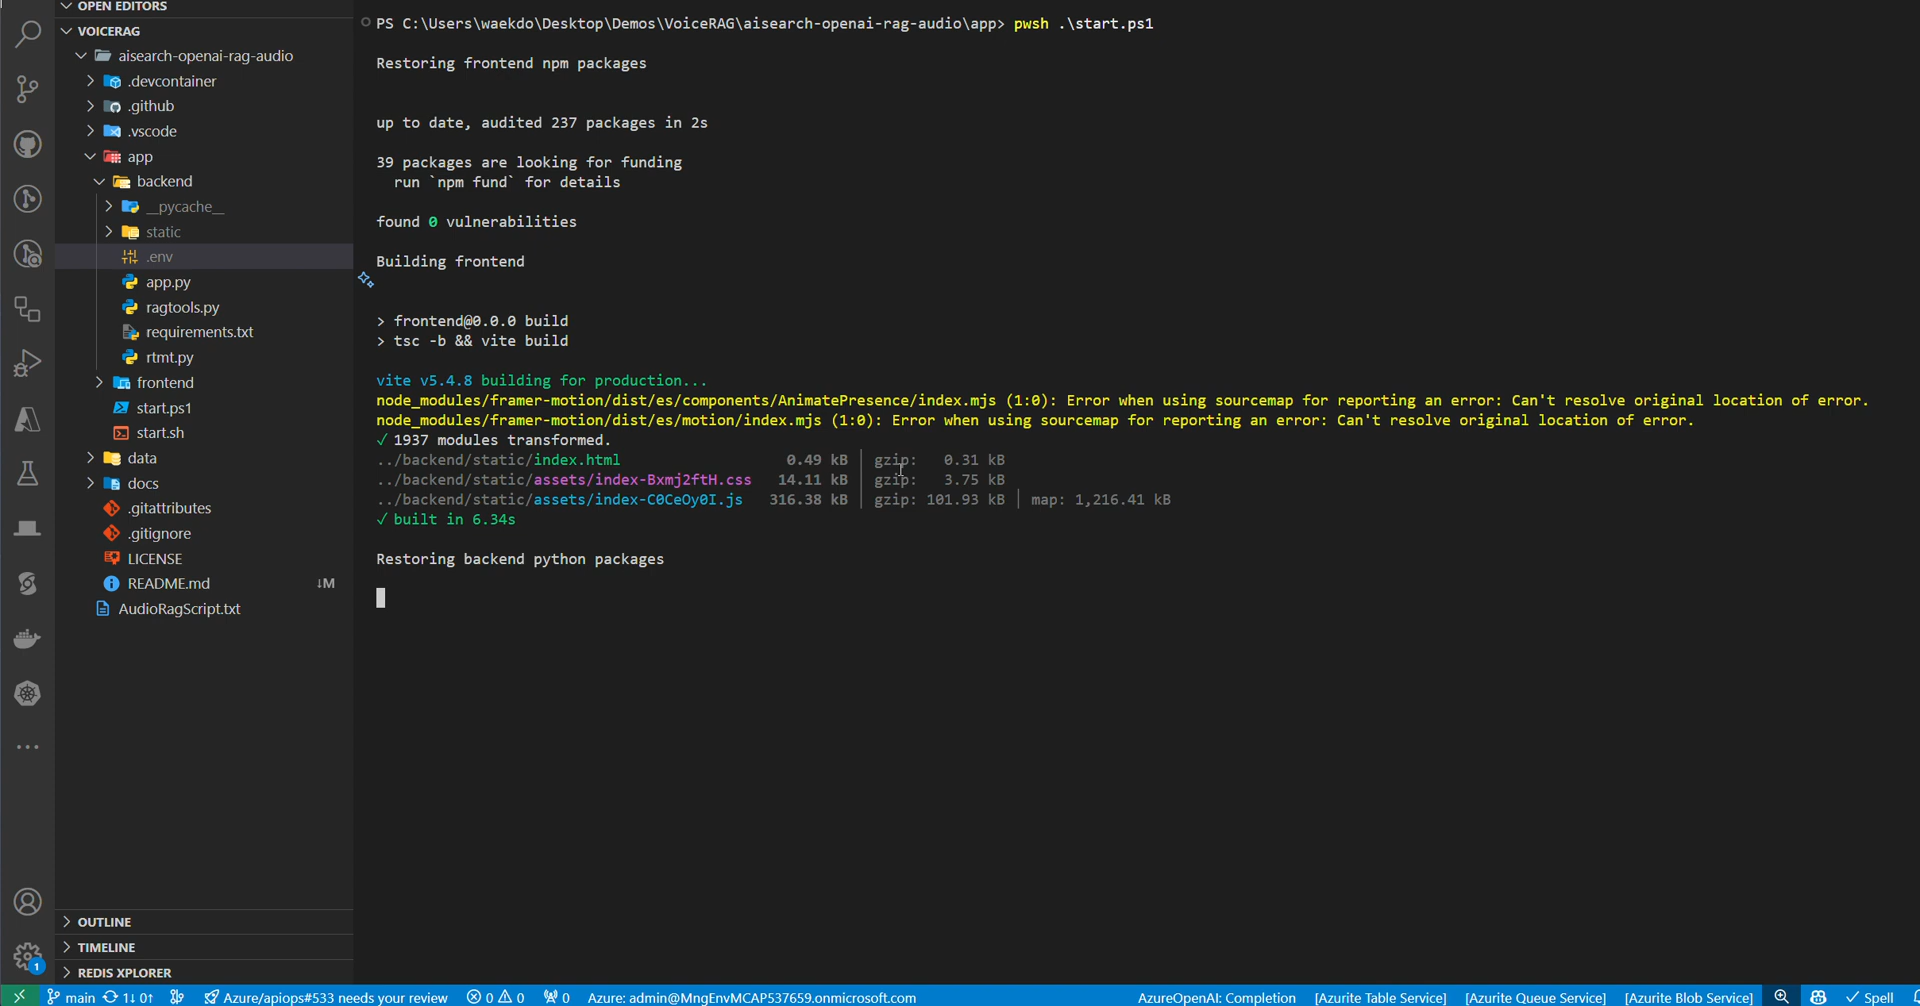 OPEN EDITORS
VOICERAG
aisearch-openai-rag-audio
.devcontainer
.github
.vscode
app
backend
__pycache__
static
.env
app.py
ragtools.py
requirements.txt
rtmt.py
frontend
start.ps1
start.sh
data
docs
.gitattributes
.gitignore
LICENSE
README.md ↓M
AudioRagScript.txt
OUTLINE
TIMELINE
REDIS XPLORER
PS C:\Users\waekdo\Desktop\Demos\VoiceRAG\aisearch-openai-rag-audio\app> pwsh .\start.ps1
Restoring frontend npm packages
up to date, audited 237 packages in 2s
39 packages are looking for funding
run `npm fund` for details
found 0 vulnerabilities
Building frontend
> frontend@0.0.0 build
> tsc -b && vite build
vite v5.4.8 building for production...
node_modules/framer-motion/dist/es/components/AnimatePresence/index.mjs (1:0): Error when using sourcemap for reporting an error: Can't resolve original location of error.
node_modules/framer-motion/dist/es/motion/index.mjs (1:0): Error when using sourcemap for reporting an error: Can't resolve original location of error.
✓ 1937 modules transformed.
../backend/static/index.html 0.49 kB │ gzip: 0.31 kB
../backend/static/assets/index-Bxmj2ftH.css 14.11 kB │ gzip: 3.75 kB
../backend/static/assets/index-C0CeOy0I.js 316.38 kB │ gzip: 101.93 kB │ map: 1,216.41 kB
✓ built in 6.34s
Restoring backend python packages
1
main 1↓ 0↑ Azure/apiops#533 needs your review 0 0 0 Azure: admin@MngEnvMCAP537659.onmicrosoft.com AzureOpenAI: Completion [Azurite Table Service] [Azurite Queue Service] [Azurite Blob Service] ✓ Spell